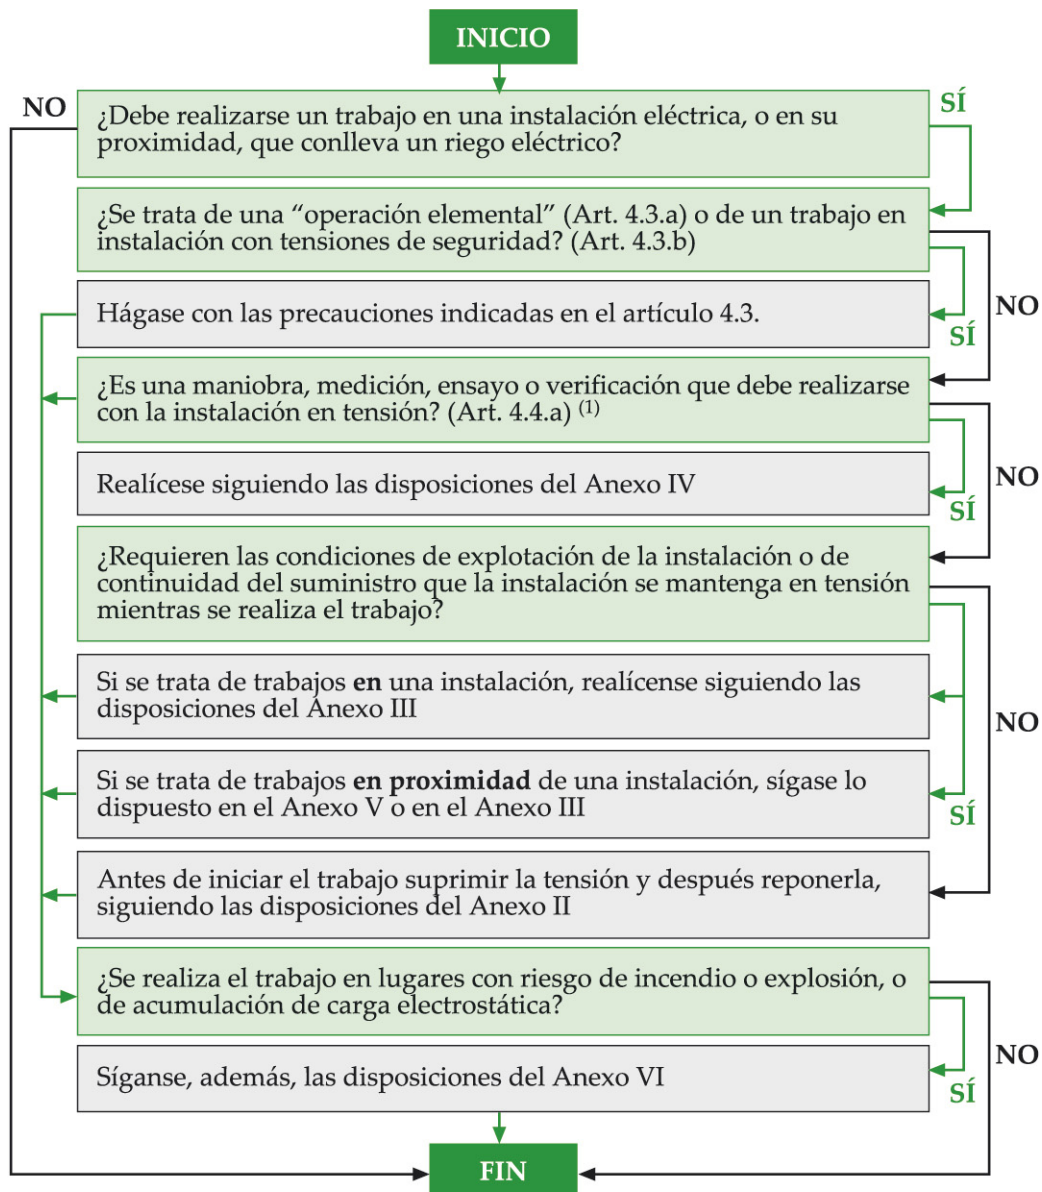 INICIO
NO
SÍ
¿Debe realizarse un trabajo en una instalación eléctrica, o en su
proximidad, que conlleva un riego eléctrico?
¿Se trata de una “operación elemental” (Art. 4.3.a) o de un trabajo en
instalación con tensiones de seguridad? (Art. 4.3.b)
NO
Hágase con las precauciones indicadas en el artículo 4.3.
SÍ
¿Es una maniobra, medición, ensayo o verificación que debe realizarse
con la instalación en tensión? (Art. 4.4.a) (1)
NO
Realícese siguiendo las disposiciones del Anexo IV
SÍ
¿Requieren las condiciones de explotación de la instalación o de
continuidad del suministro que la instalación se mantenga en tensión
mientras se realiza el trabajo?
Si se trata de trabajos en una instalación, realícense siguiendo las
disposiciones del Anexo III
NO
Si se trata de trabajos en proximidad de una instalación, sígase lo
dispuesto en el Anexo V o en el Anexo III
SÍ
Antes de iniciar el trabajo suprimir la tensión y después reponerla,
siguiendo las disposiciones del Anexo II
¿Se realiza el trabajo en lugares con riesgo de incendio o explosión, o
de acumulación de carga electrostática?
NO
Síganse, además, las disposiciones del Anexo VI
SÍ
FIN